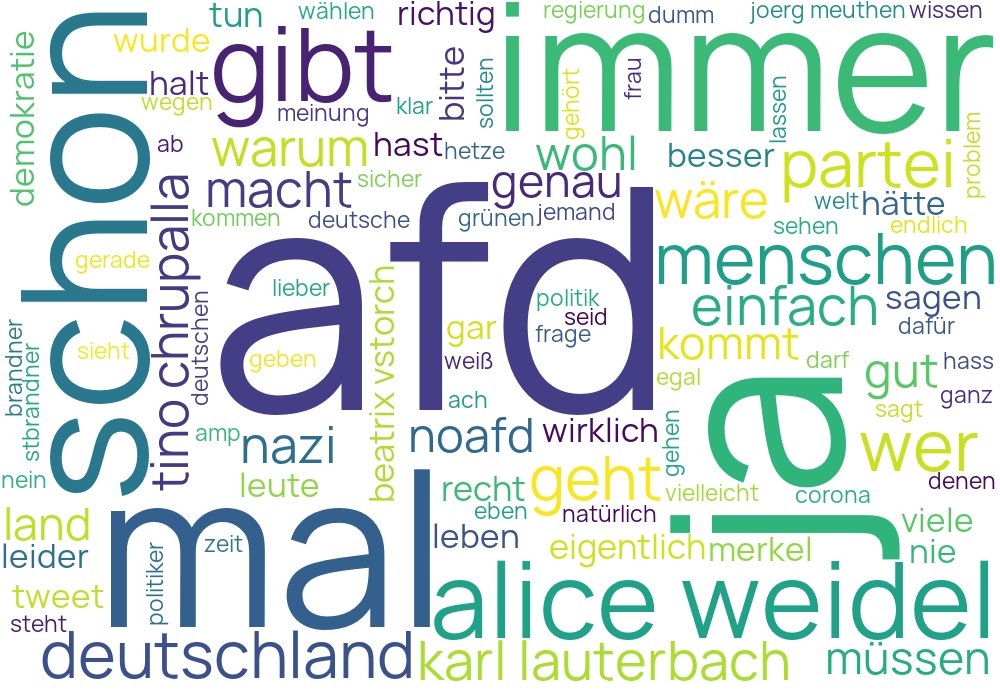 tun
wählen
richtig
regierung
dumm
joerg meuthen
wissen
demokratie
schon
wurde
halt
wegen
gibt
meinung
klar
bitte
sollten
immer
gehört
frau
lassen
problem
ab
warum
hast
hetze
wohl
besser
partei
macht
sicher
genau
wäre
welt
hätte
kommen
deutsche
grünen
jemand
sehen
endlich
gerade
tino chrupalla
deutschen
afd
menschen
lieber
beatrix vstorch
politik
seid
frage
einfach
sagen
dafür
brandner
stbrandner
sieht
geben
gar
weiß
kommt
darf
egal
gut
hass
ganz
ach
ja
sagt
amp
nazi
noafd
wirklich
gehen
wer
nein
leute
recht
geht
vielleicht
corona
denen
land
mal
eben
natürlich
viele
leider
zeit
politiker
leben
eigentlich
merkel
nie
tweet
steht
alice weidel
deutschland
karl lauterbach
müssen